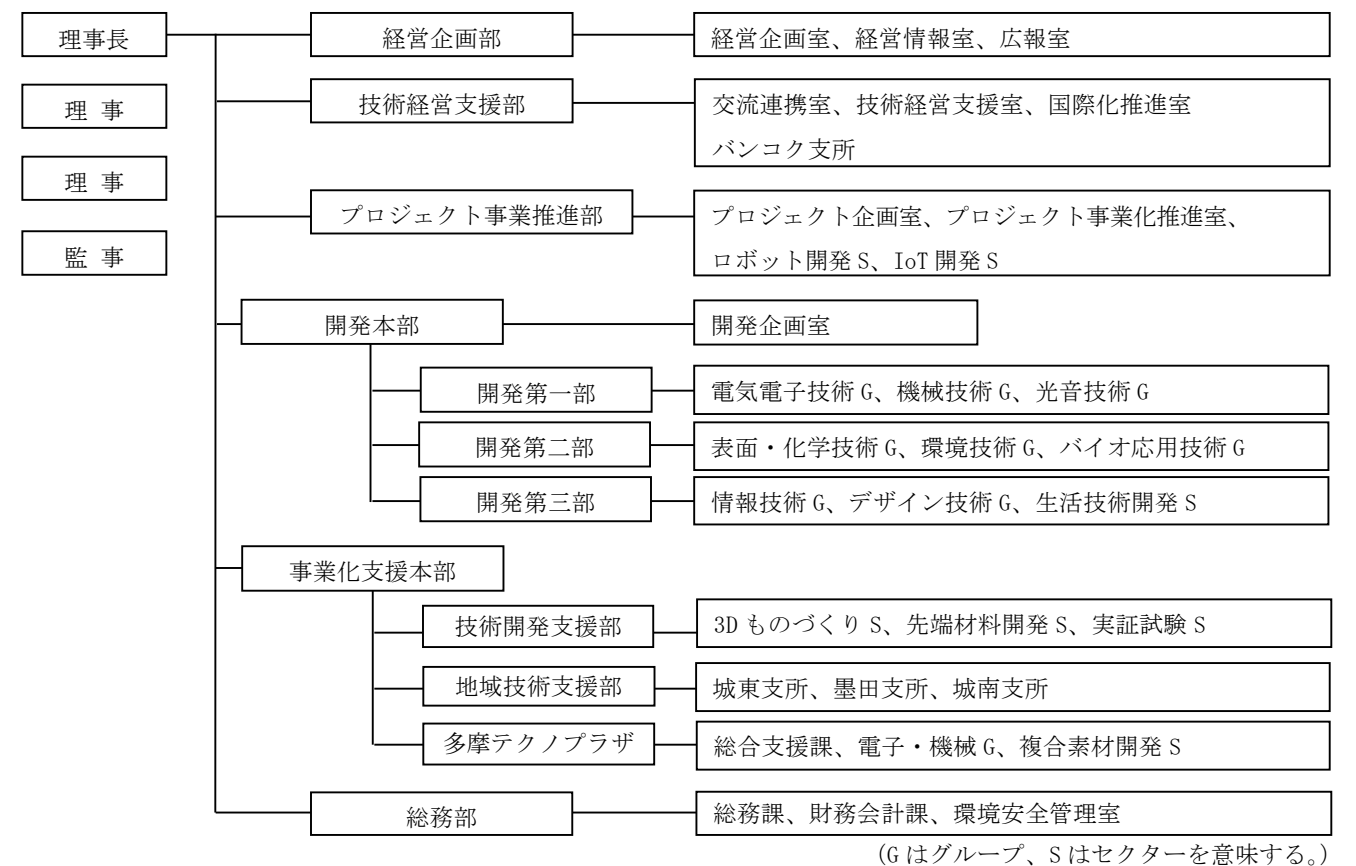 理事長
経営企画部
経営企画室、経営情報室、広報室
理 事
技術経営支援部
交流連携室、技術経営支援室、国際化推進室
バンコク支所
理 事
プロジェクト事業推進部
プロジェクト企画室、プロジェクト事業化推進室、
ロボット開発 S、IoT 開発 S
監 事
開発本部
開発企画室
開発第一部
電気電子技術 G、機械技術 G、光音技術 G
開発第二部
表面・化学技術 G、環境技術 G、バイオ応用技術 G
開発第三部
情報技術 G、デザイン技術 G、生活技術開発 S
事業化支援本部
技術開発支援部
3D ものづくり S、先端材料開発 S、実証試験 S
地域技術支援部
城東支所、墨田支所、城南支所
多摩テクノプラザ
総合支援課、電子・機械 G、複合素材開発 S
総務部
総務課、財務会計課、環境安全管理室
(G はグループ、S はセクターを意味する。)